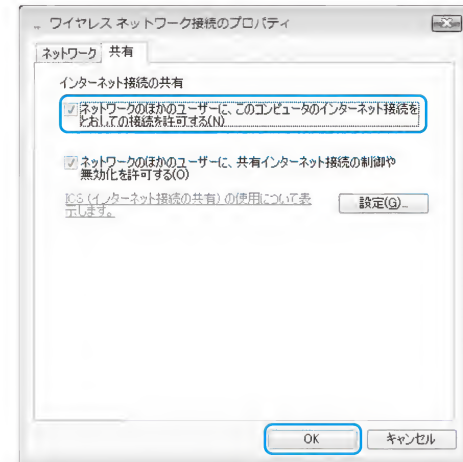 ワイヤレス ネットワーク接続のプロパティ
ネットワーク 共有
インターネット接続の共有
ネットワークのほかのユーザーに、このコンピュータのインターネット接続を
とおしての接続を許可する(N)
ネットワークのほかのユーザーに、共有インターネット接続の制御や
無効化を許可する(O)
ICS (インターネット接続の共有) の使用について表
示します。
設定(G)...
OK キャンセル